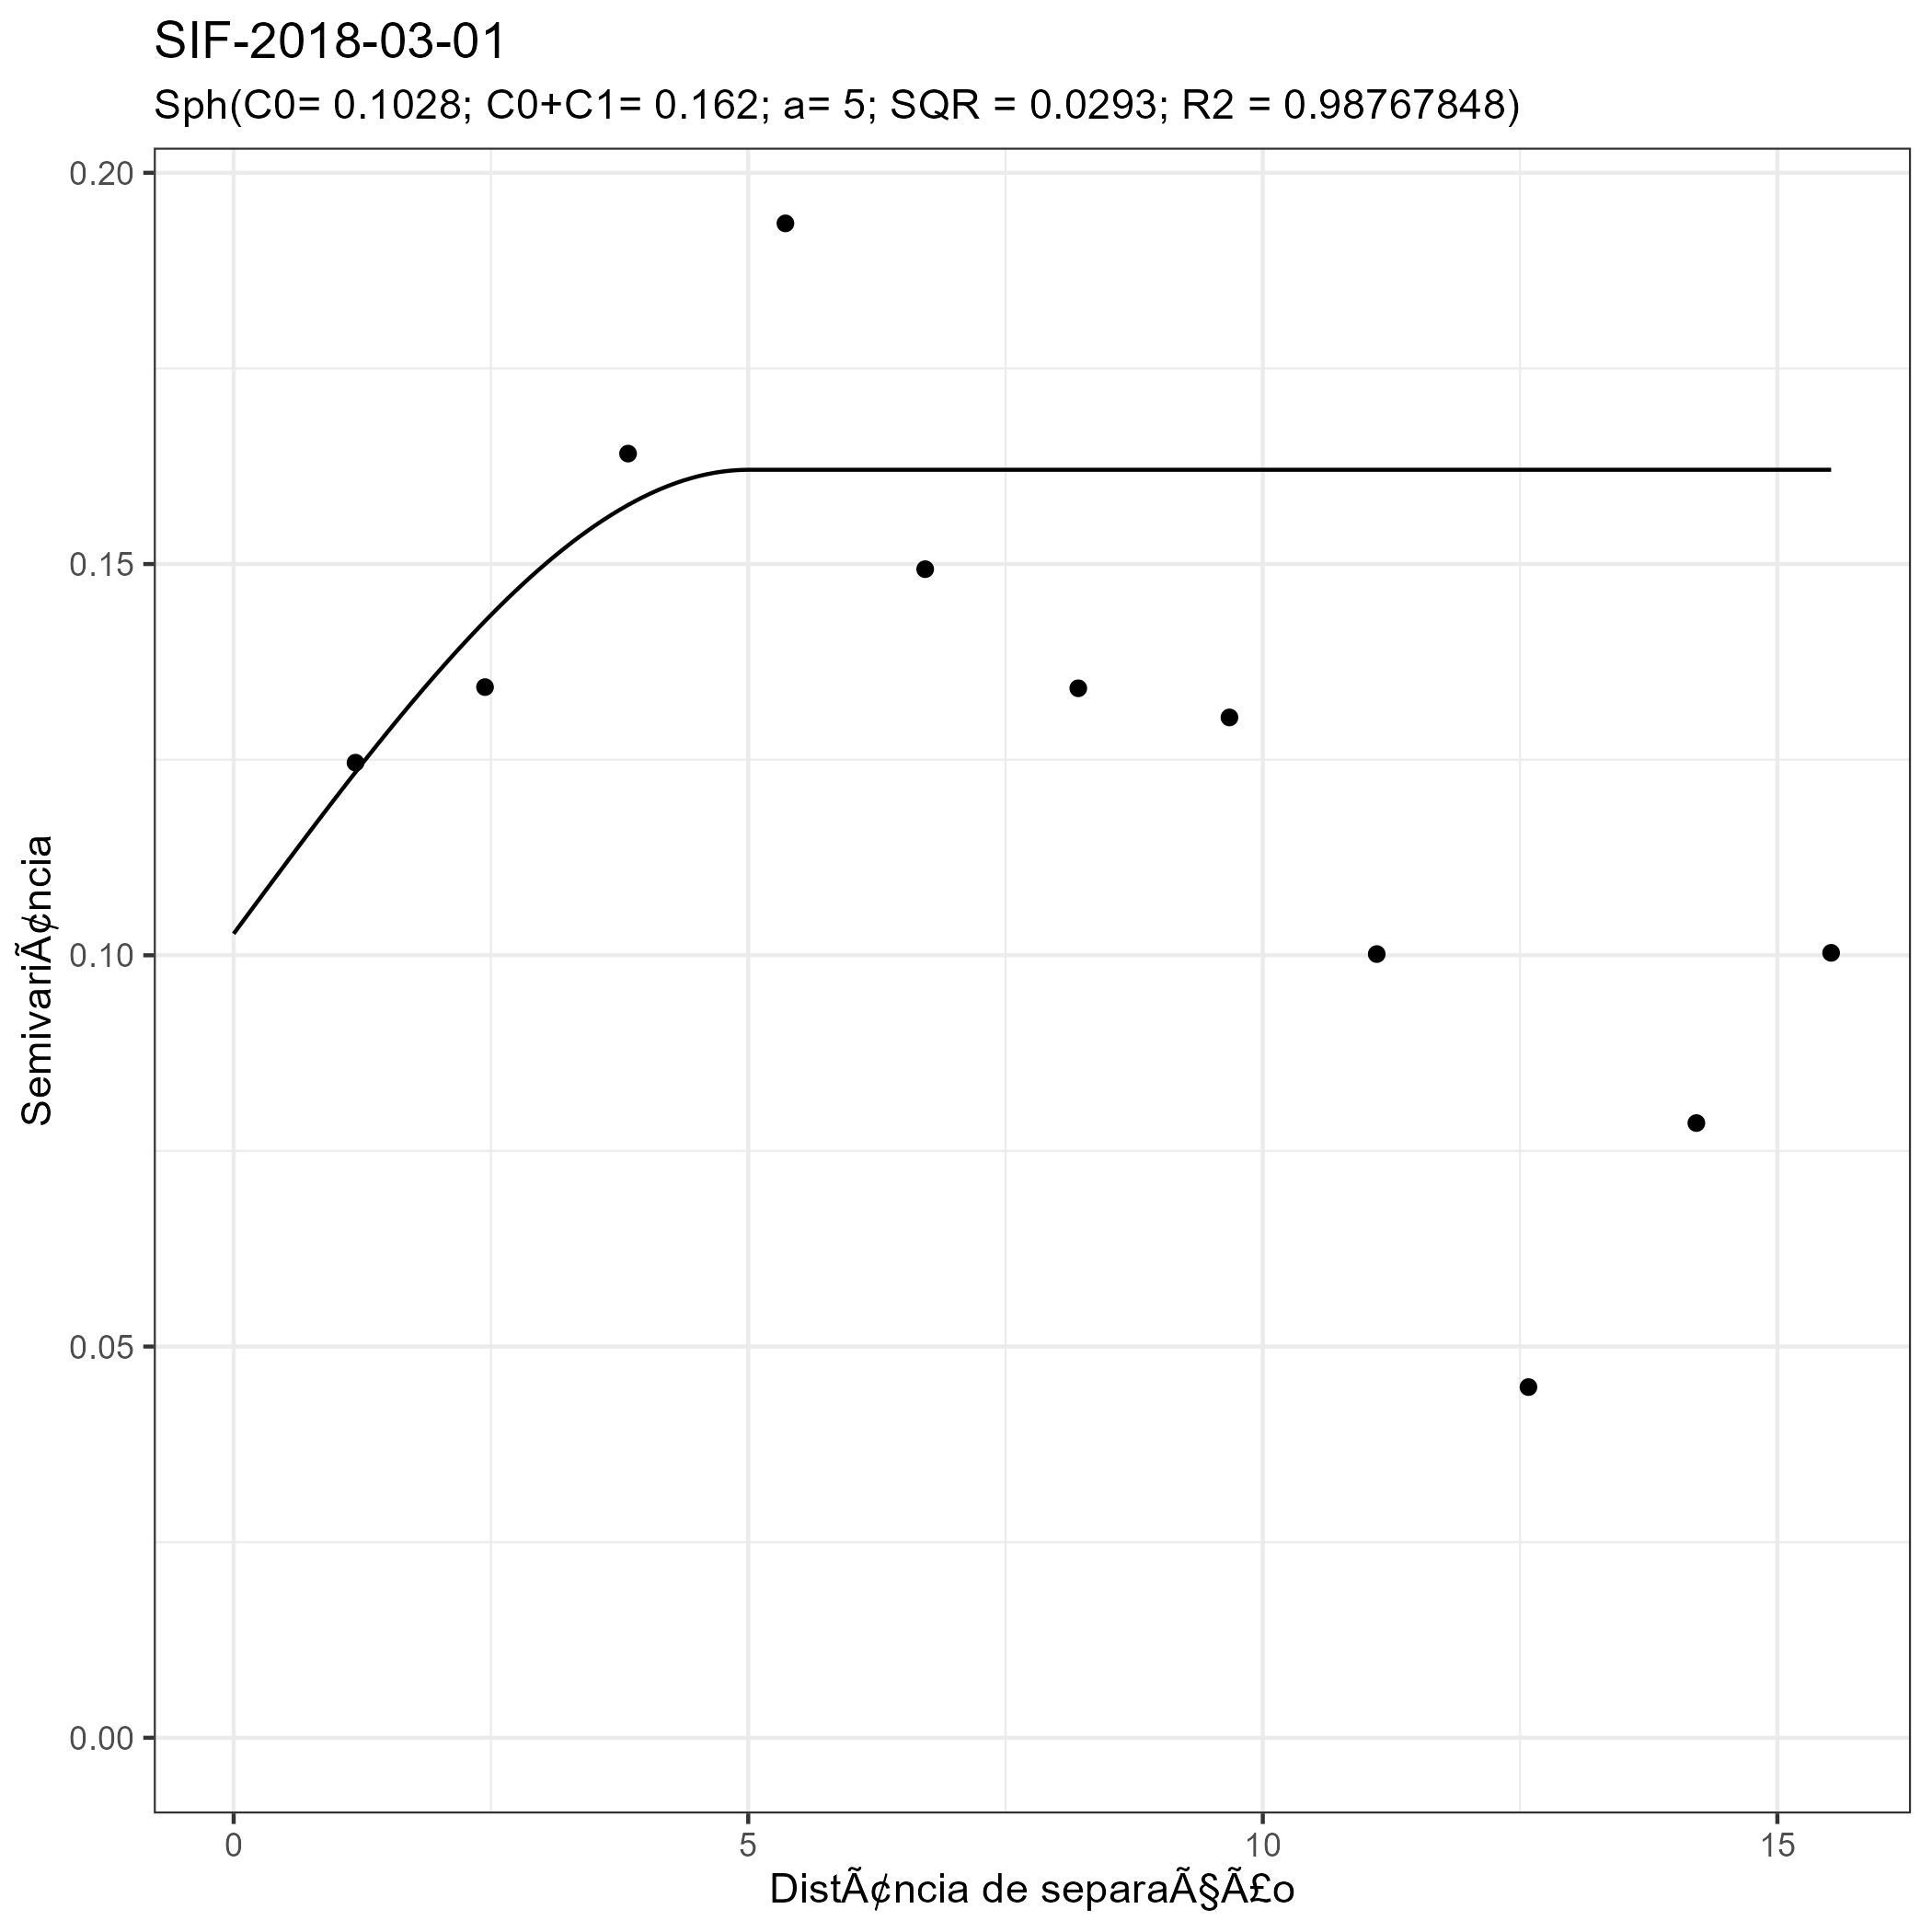 SIF-2018-03-01
Sph(C0= 0.1028; C0+C1= 0.162; a= 5; SQR = 0.0293; R2 = 0.98767848)
0.20
0.15
0.10
0.05
0.00
SemivariÃ¢ncia
0 5 10 15
DistÃ¢ncia de separaÃ§Ã£o